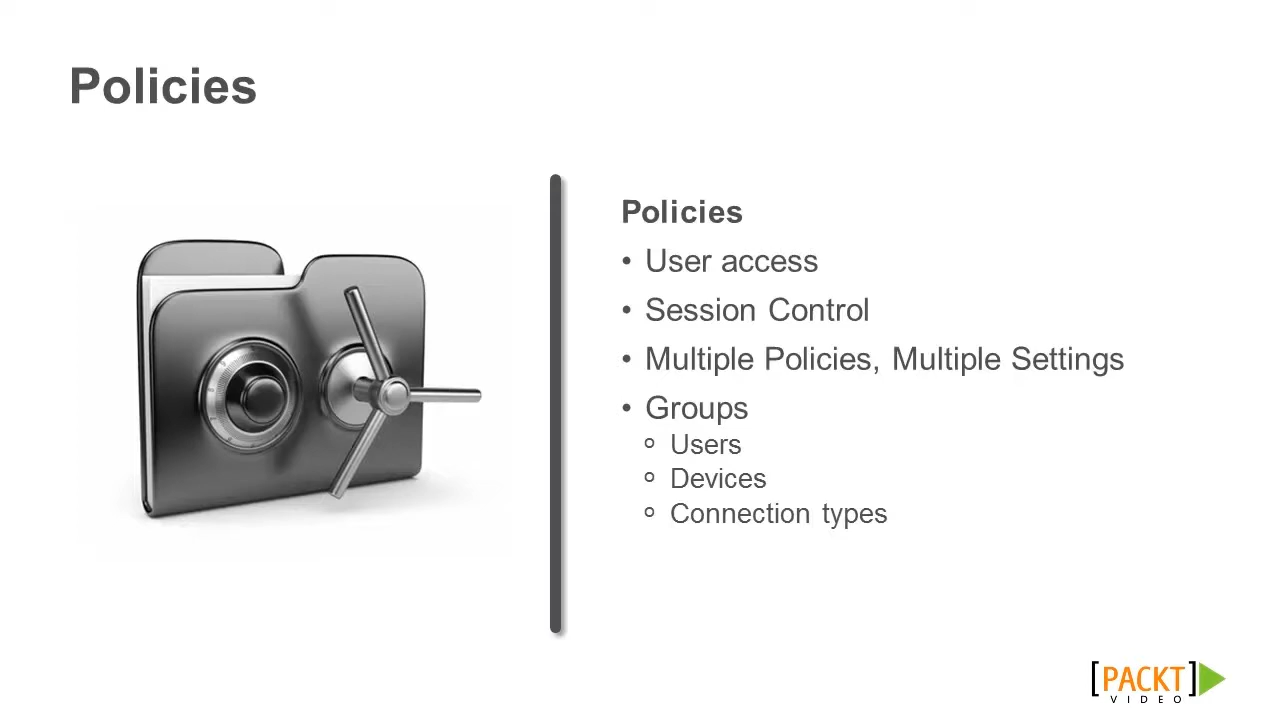 Policies
Policies
• User access
• Session Control
• Multiple Policies, Multiple Settings
• Groups
○ Users
○ Devices
○ Connection types
[PACKT]
VIDEO